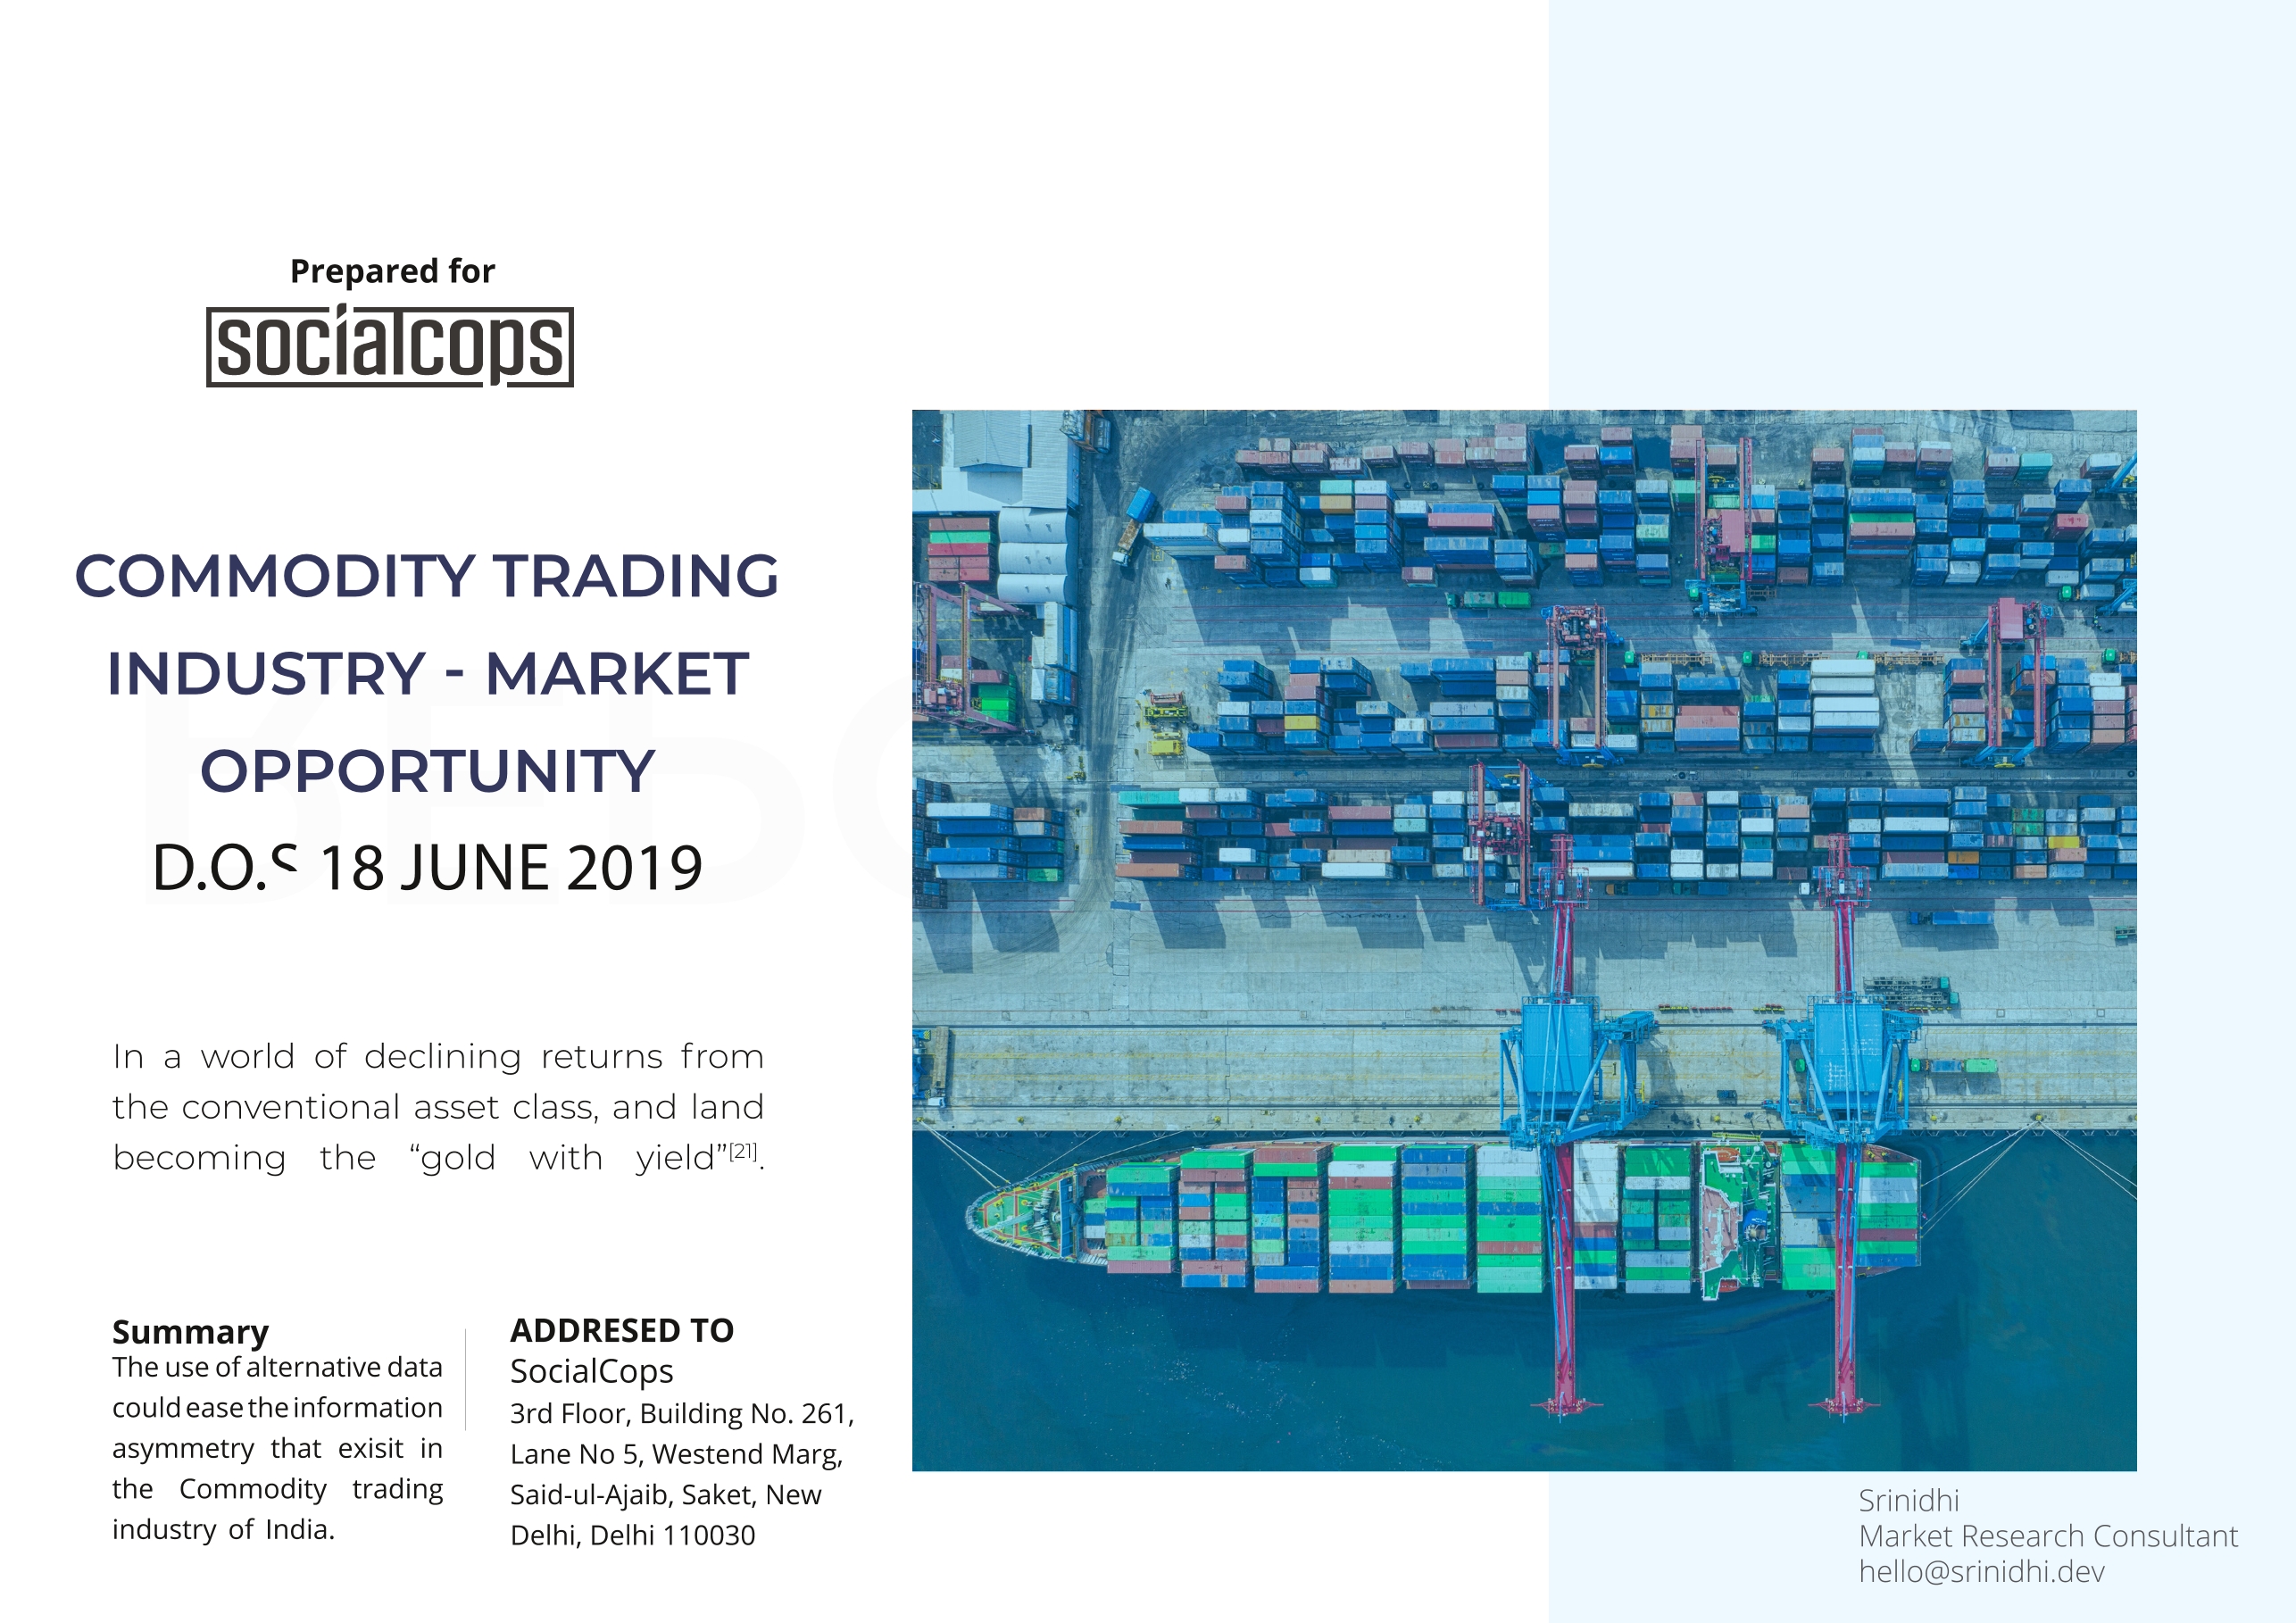 Prepared for
socialcops
COMMODITY TRADING
INDUSTRY - MARKET
OPPORTUNITY
D.O.S 18 JUNE 2019
In a world of declining returns from
the conventional asset class, and land
becoming the “gold with yield”[21].
Summary
The use of alternative data
could ease the information
asymmetry that exisit in
the Commodity trading
industry of India.
ADDRESED TO
SocialCops
3rd Floor, Building No. 261,
Lane No 5, Westend Marg,
Said-ul-Ajaib, Saket, New
Delhi, Delhi 110030
Srinidhi
Market Research Consultant
hello@srinidhi.dev